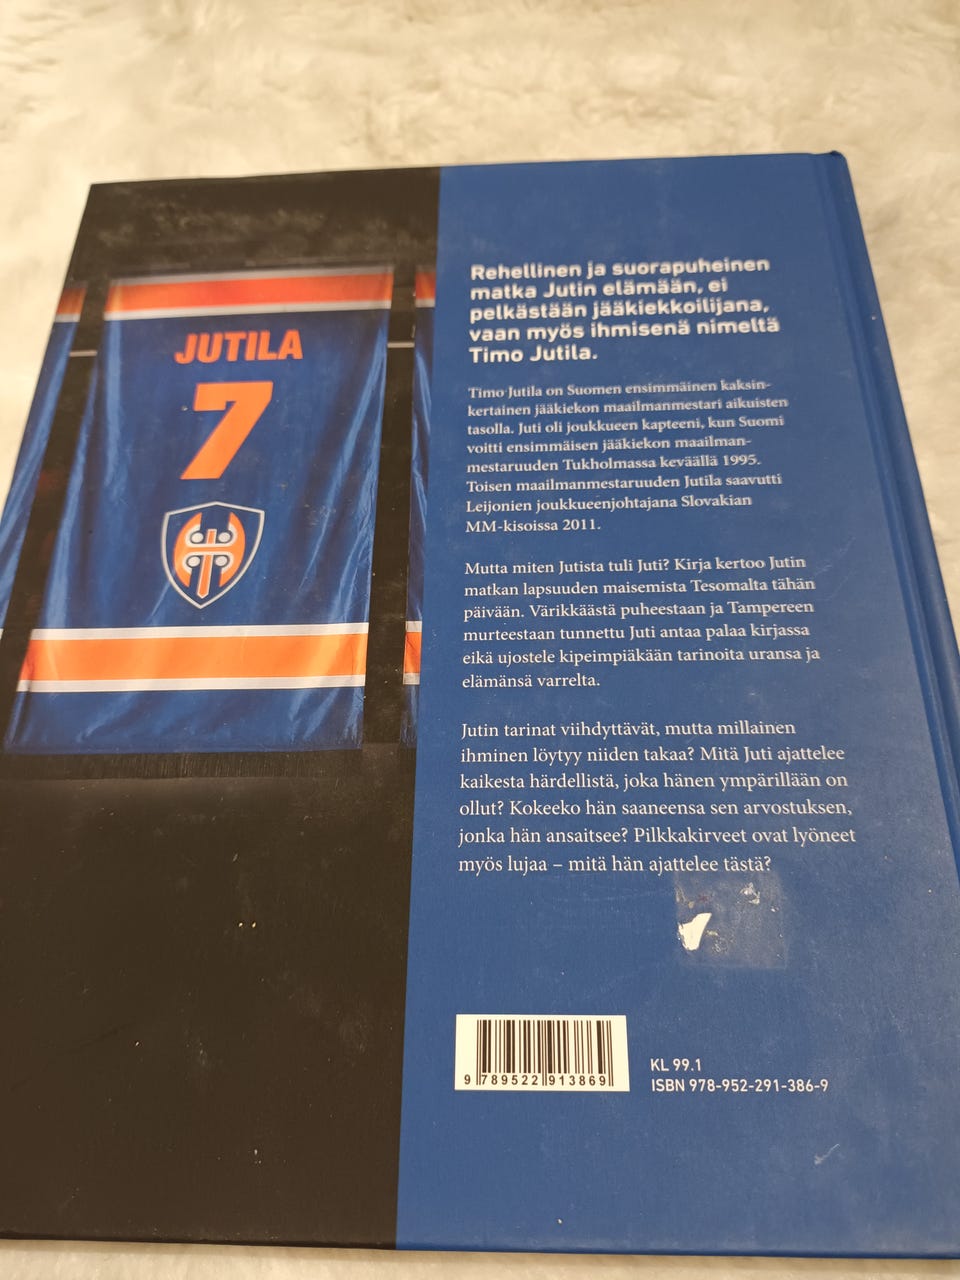 JUTILA
7
Rehellinen ja suorapuheinen
matka Jutin elämään, ei
pelkästään jääkiekkoilijana,
vaan myös ihmisenä nimeltä
Timo Jutila.
Timo Jutila on Suomen ensimmäinen kaksin-
kertainen jääkiekon maailmanmestari aikuisten
tasolla. Juti oli joukkueen kapteeni, kun Suomi
voitti ensimmäisen jääkiekon maailman-
mestaruuden Tukholmassa keväällä 1995.
Toisen maailmanmestaruuden Jutila saavutti
Leijonien joukkueenjohtajana Slovakian
MM-kisoissa 2011.
Mutta miten Jutista tuli Juti? Kirja kertoo Jutin
matkan lapsuuden maisemista Tesomalta tähän
päivään. Värikkäästä puheestaan ja Tampereen
murteestaan tunnettu Juti antaa palaa kirjassa
eikä ujostele kipeimpiäkään tarinoita uransa ja
elämänsä varrelta.
Jutin tarinat viihdyttävät, mutta millainen
ihminen löytyy niiden takaa? Mitä Juti ajattelee
kaikesta härdellistä, joka hänen ympärillään on
ollut? Kokeeko hän saaneensa sen arvostuksen,
jonka hän ansaitsee? Pilkkakirveet ovat lyöneet
myös lujaa – mitä hän ajattelee tästä?
9 789522 913869
KL 99.1
ISBN 978-952-291-386-9